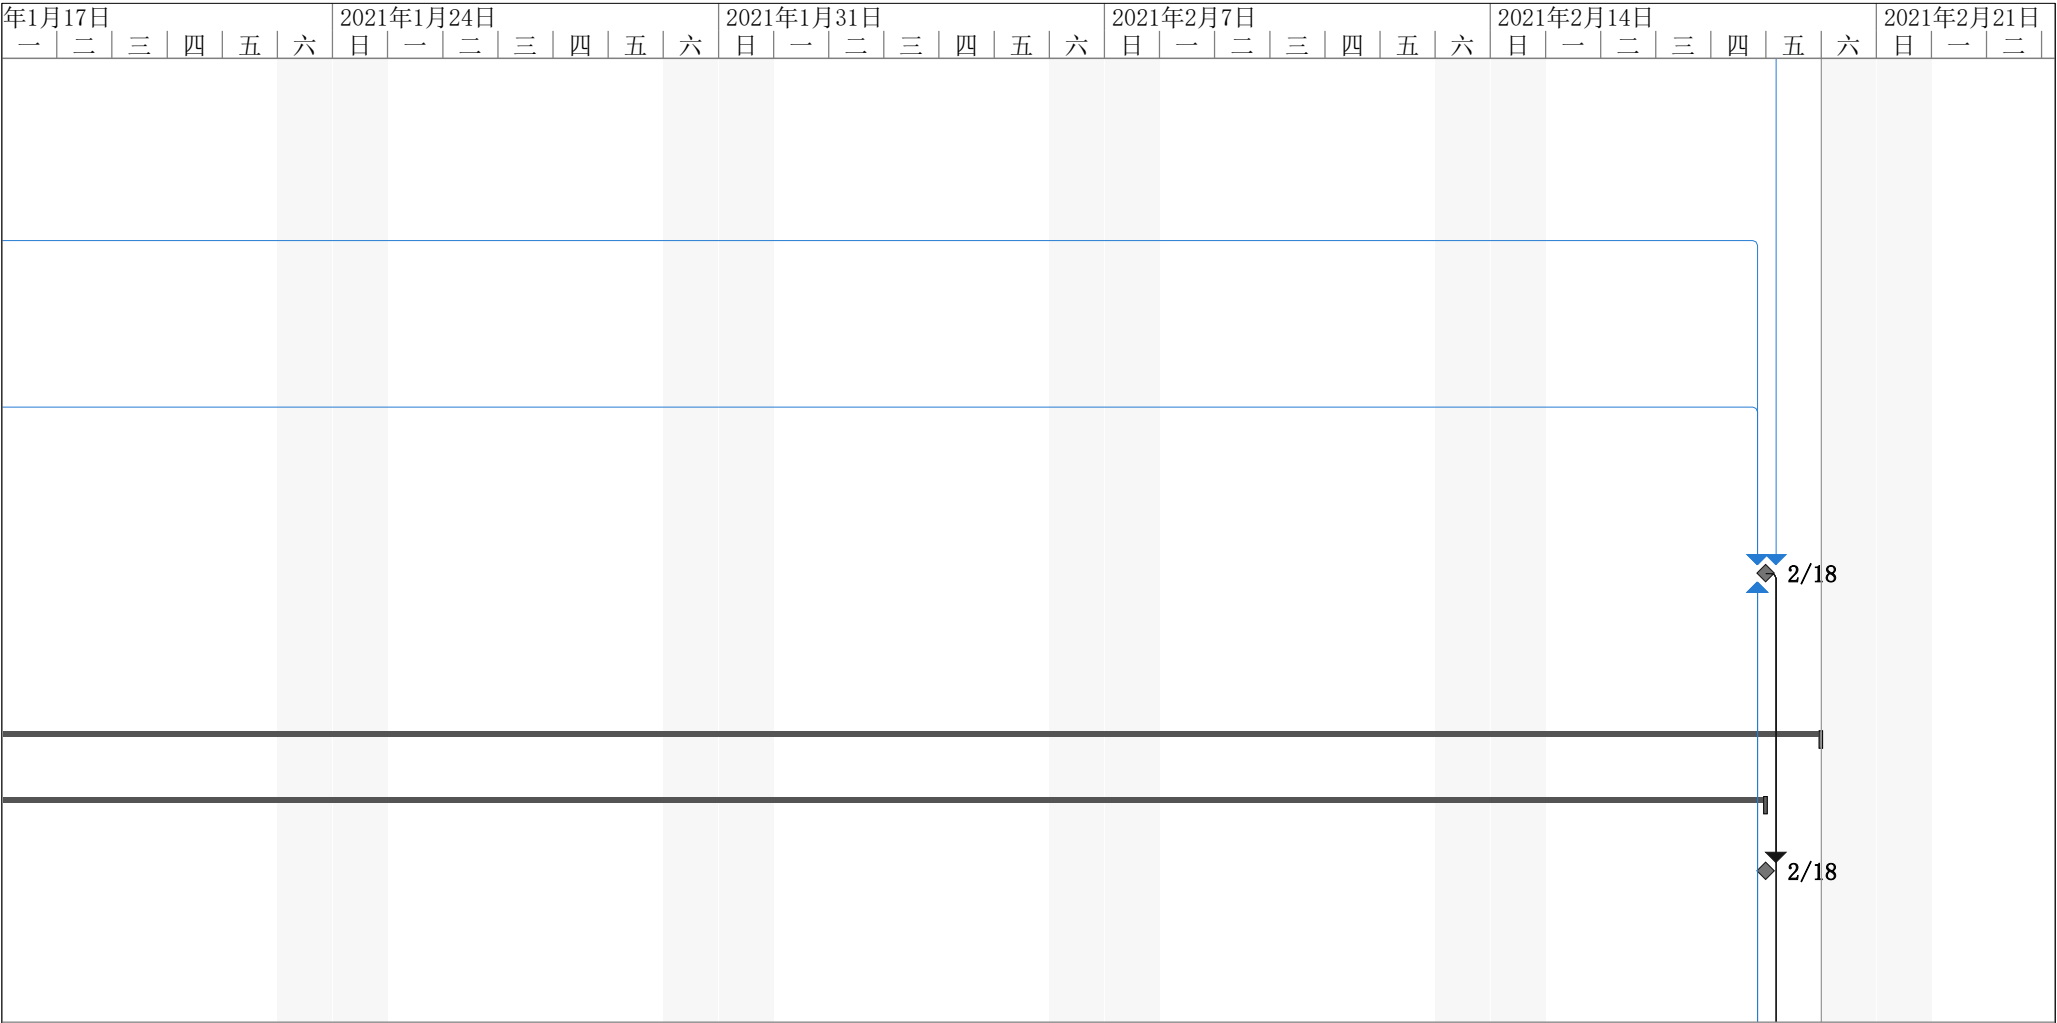 年1月17日 2021年1月24日 2021年1月31日 2021年2月7日 2021年2月14日 2021年2月21日
一 二 三 四 五 六 日 一 二 三 四 五 六 日 一 二 三 四 五 六 日 一 二 三 四 五 六 日 一 二 三 四 五 六 日 一 二
2/18
2/18